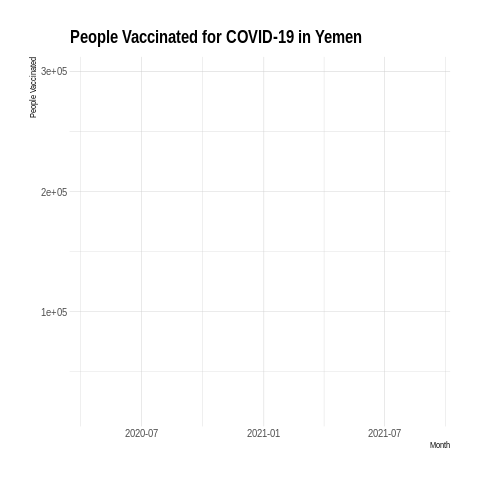 People Vaccinated for COVID-19 in Yemen
People Vaccinated
3e+05
2e+05
1e+05
2020-07
2021-01
2021-07
Month